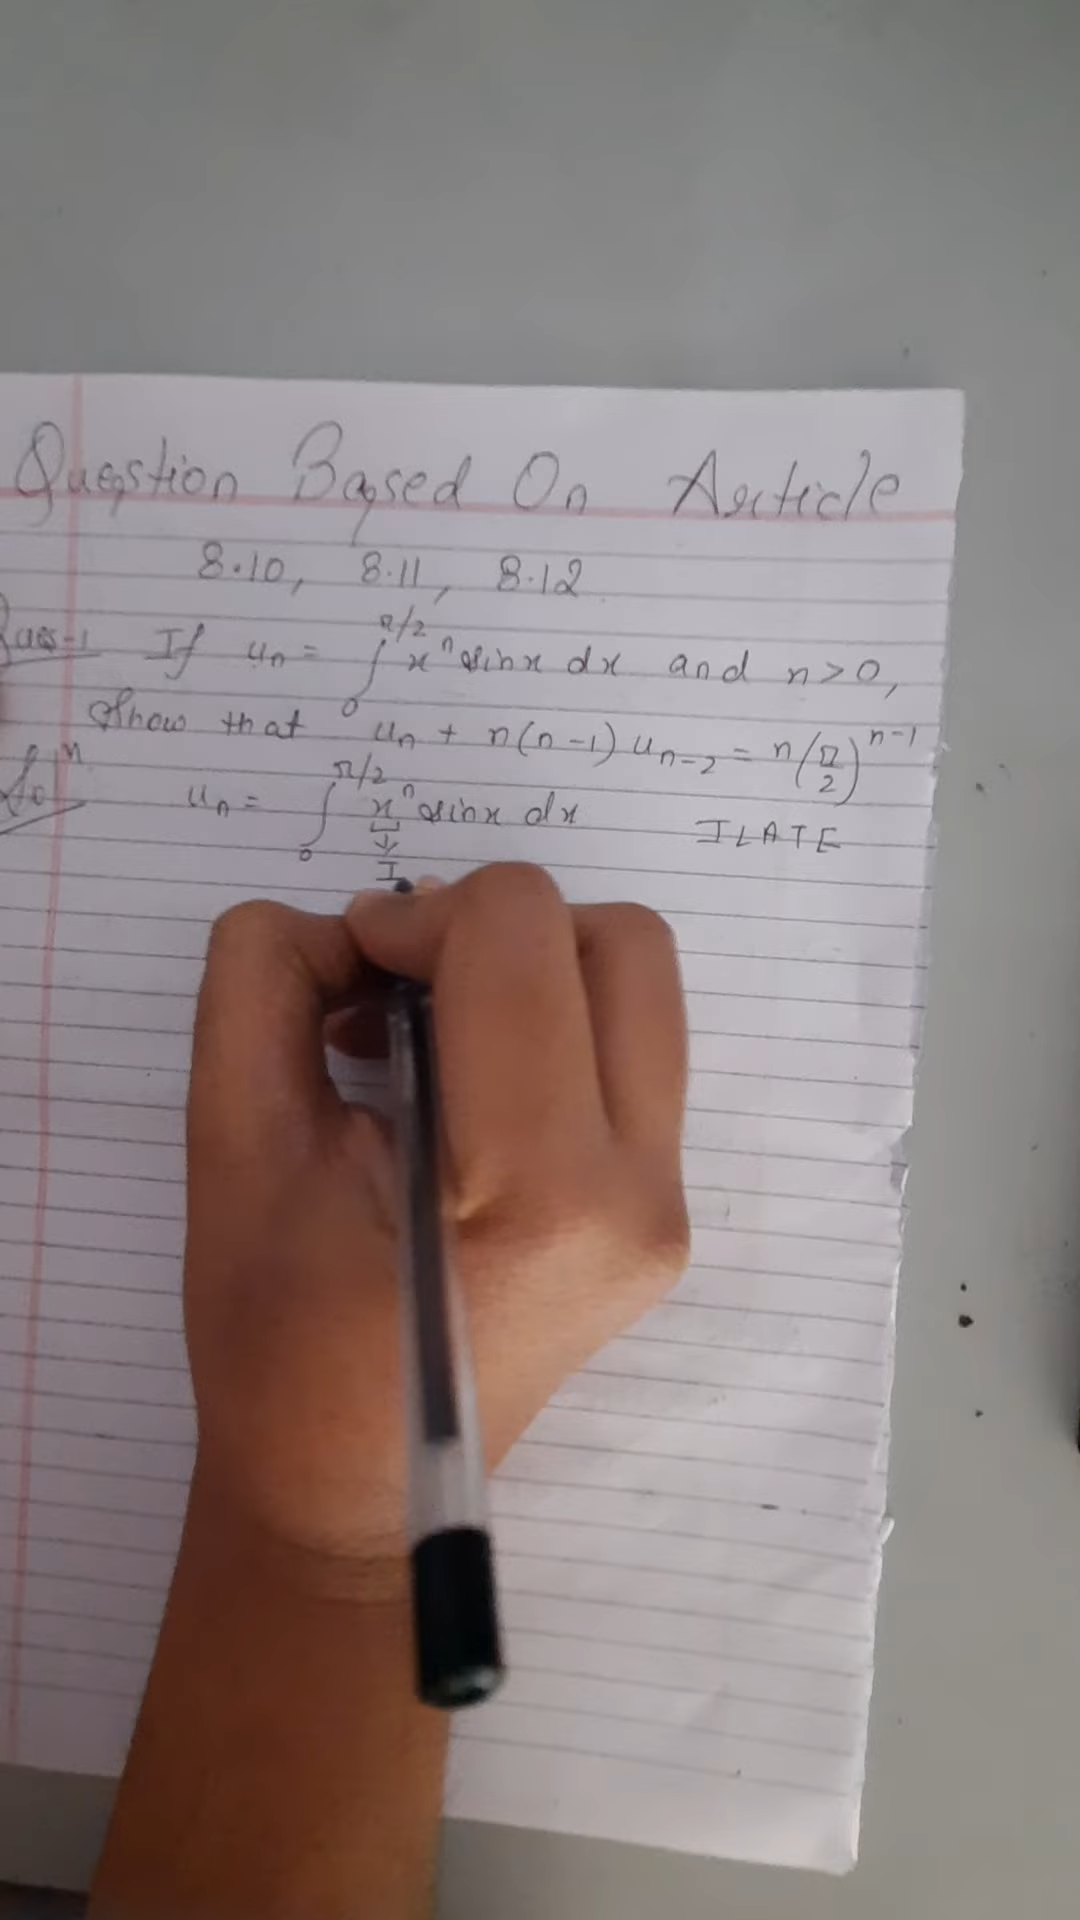 Question Based On Article
8.10, 8.11, 8.12
Ques-1 If uₙ = ∫₀^(π/2) xⁿ sinx dx and n>0,
Show that uₙ + n(n-1) uₙ₋₂ = n(π/2)^(n-1)
Solⁿ uₙ = ∫₀^(π/2) xⁿ sinx dx ILATE
↓
I